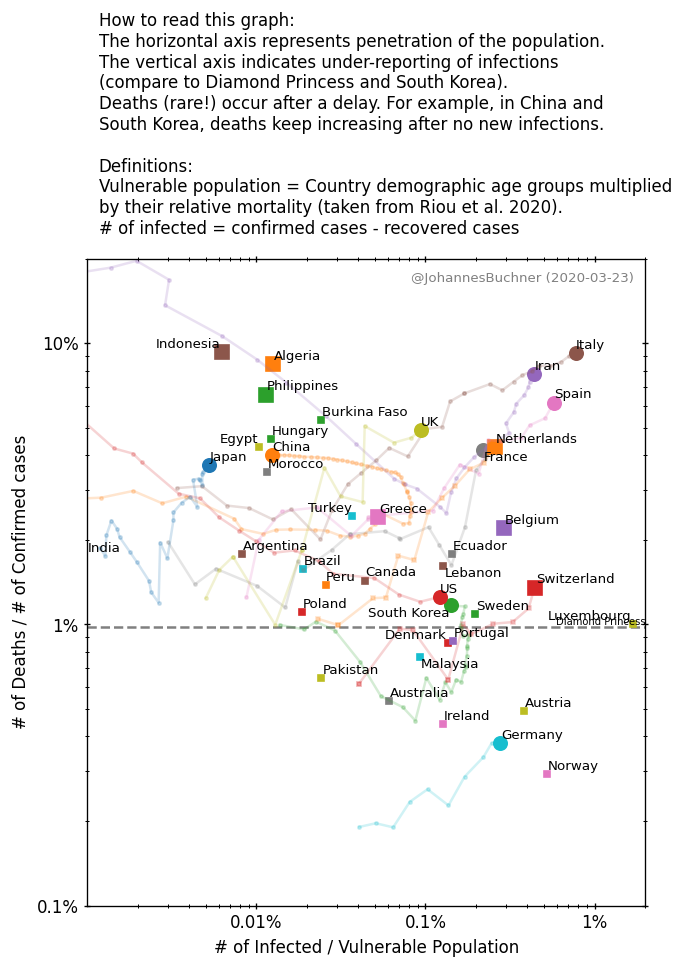 How to read this graph:
The horizontal axis represents penetration of the population.
The vertical axis indicates under-reporting of infections
(compare to Diamond Princess and South Korea).
Deaths (rare!) occur after a delay. For example, in China and
South Korea, deaths keep increasing after no new infections.
Definitions:
Vulnerable population = Country demographic age groups multiplied
by their relative mortality (taken from Riou et al. 2020).
# of infected = confirmed cases - recovered cases
@JohannesBuchner (2020-03-23)
10%
Indonesia
Algeria
Italy
Iran
Philippines
Spain
Burkina Faso
UK
Hungary
Egypt
China
Netherlands
France
Japan
Morocco
Turkey
Greece
Belgium
India
Argentina
Ecuador
Brazil
Lebanon
Peru
Canada
Switzerland
US
Poland
South Korea
Sweden
Luxembourg
Diamond Princess
1%
Denmark
Portugal
Malaysia
Pakistan
Australia
Ireland
Austria
Germany
Norway
0.1%
0.01%
0.1%
1%
# of Infected / Vulnerable Population
# of Deaths / # of Confirmed cases